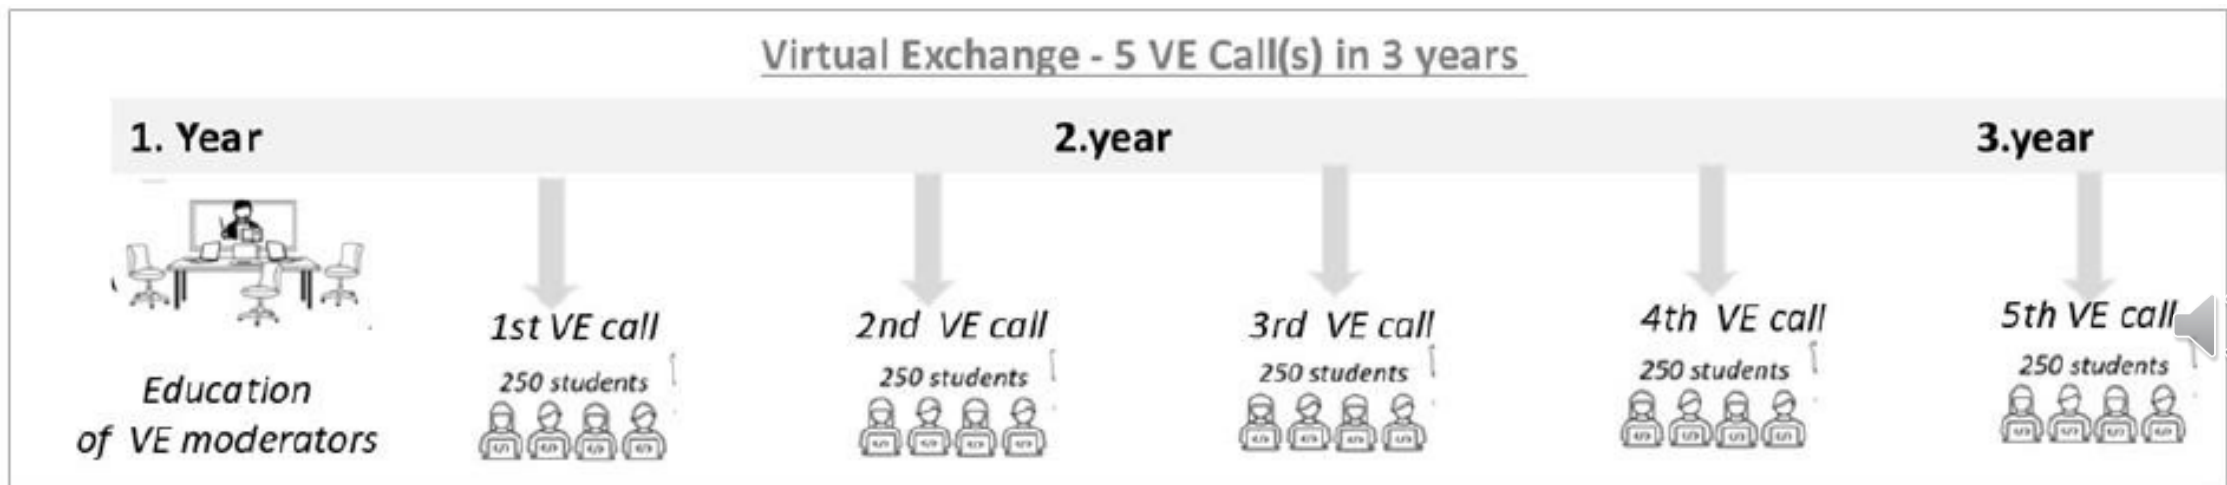 Virtual Exchange - 5 VE Call(s) in 3 years
1. Year
2.year
3.year
Education
of VE moderators
1st VE call
250 students
2nd VE call
250 students
3rd VE call
250 students
4th VE call
250 students
5th VE call
250 students